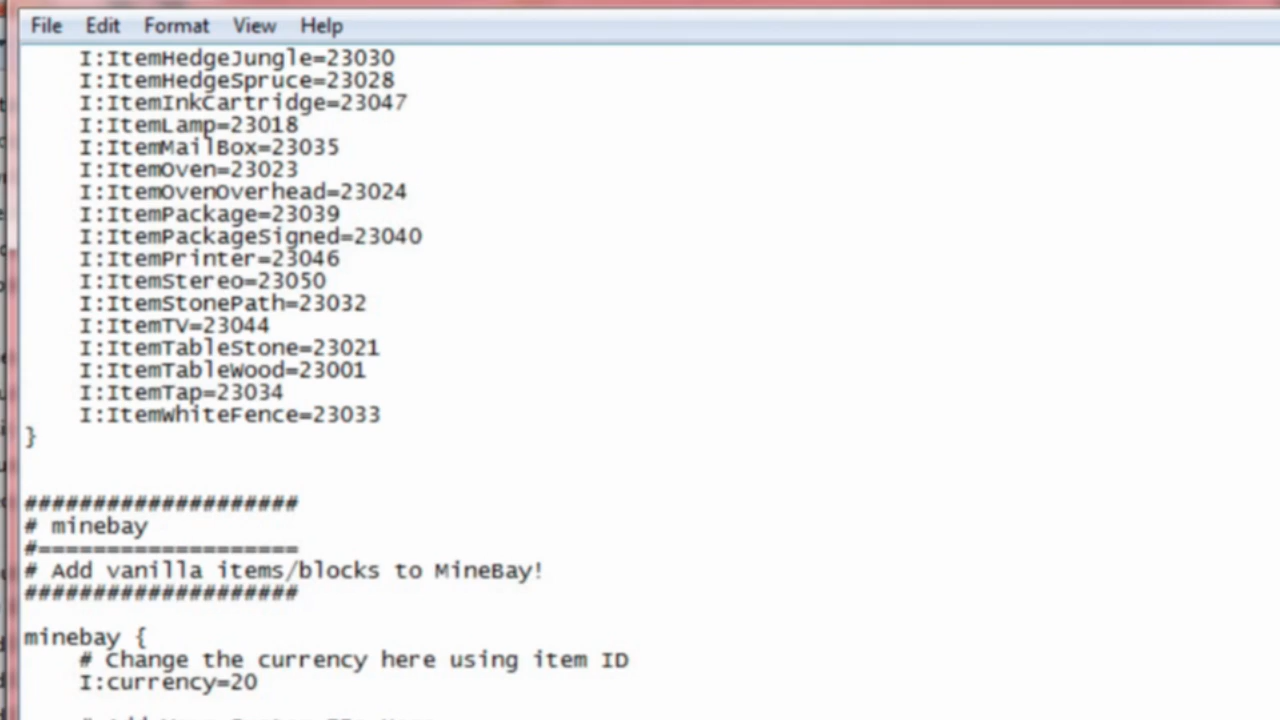 File Edit Format View Help
I:ItemHedgeJungle=23030
I:ItemHedgeSpruce=23028
I:ItemInkCartridge=23047
I:ItemLamp=23018
I:ItemMailBox=23035
I:ItemOven=23023
I:ItemOvenOverhead=23024
I:ItemPackage=23039
I:ItemPackageSigned=23040
I:ItemPrinter=23046
I:ItemStereo=23050
I:ItemStonePath=23032
I:ItemTV=23044
I:ItemTableStone=23021
I:ItemTableWood=23001
I:ItemTap=23034
I:ItemWhiteFence=23033
}
####################
# minebay
#===================
# Add vanilla items/blocks to MineBay!
####################
minebay {
# Change the currency here using item ID
I:currency=20